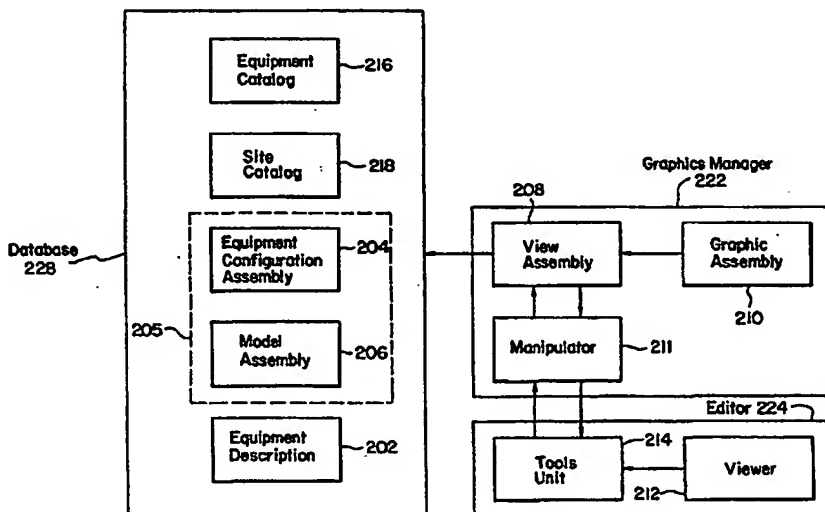 Equipment
Catalog
216
Site
Catalog
218
Equipment
Configuration
Assembly
204
205
Model
Assembly
206
Equipment
Description
202
Database
228
Graphics Manager
222
208
View
Assembly
Graphic
Assembly
210
Manipulator
211
Editor 224
214
Tools
Unit
Viewer
212